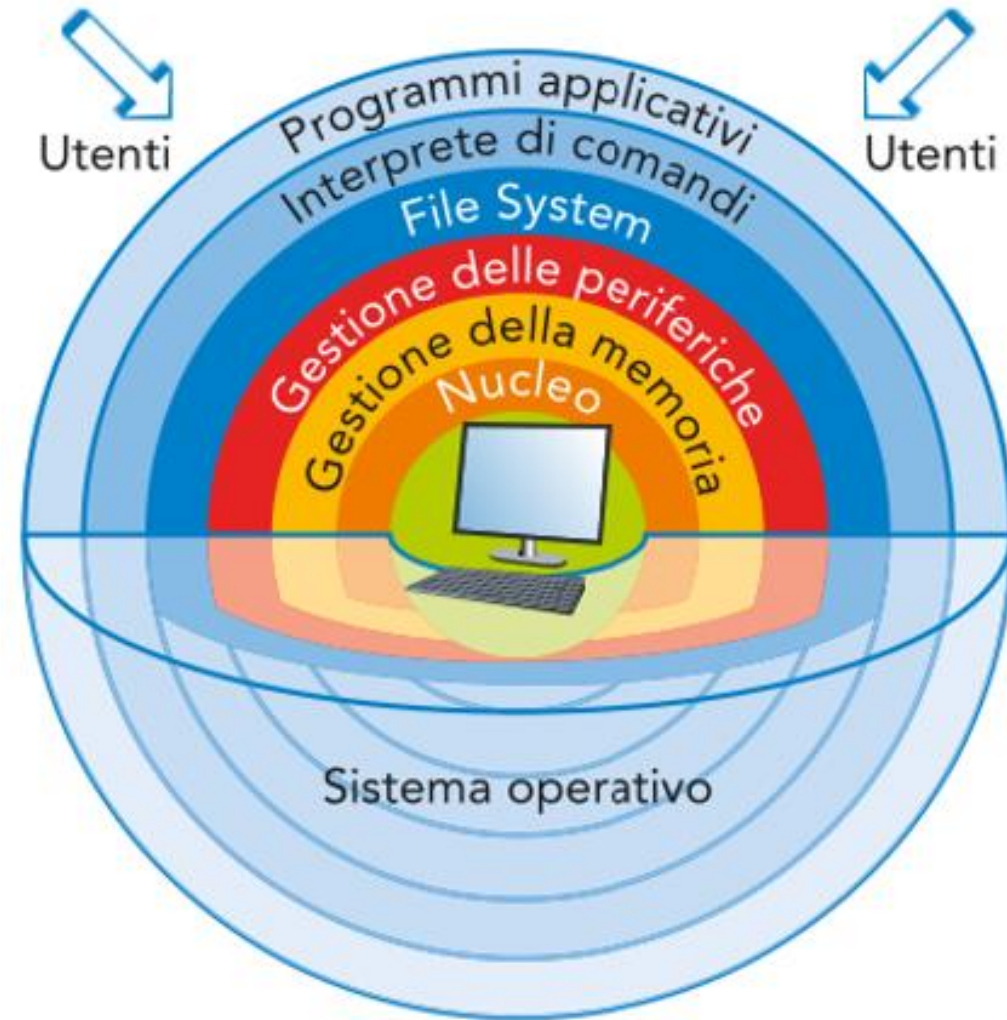 Programmi applicativi
Utenti
Utenti
Interprete di comandi
File System
Gestione delle periferiche
Gestione della memoria
Nucleo
Sistema operativo